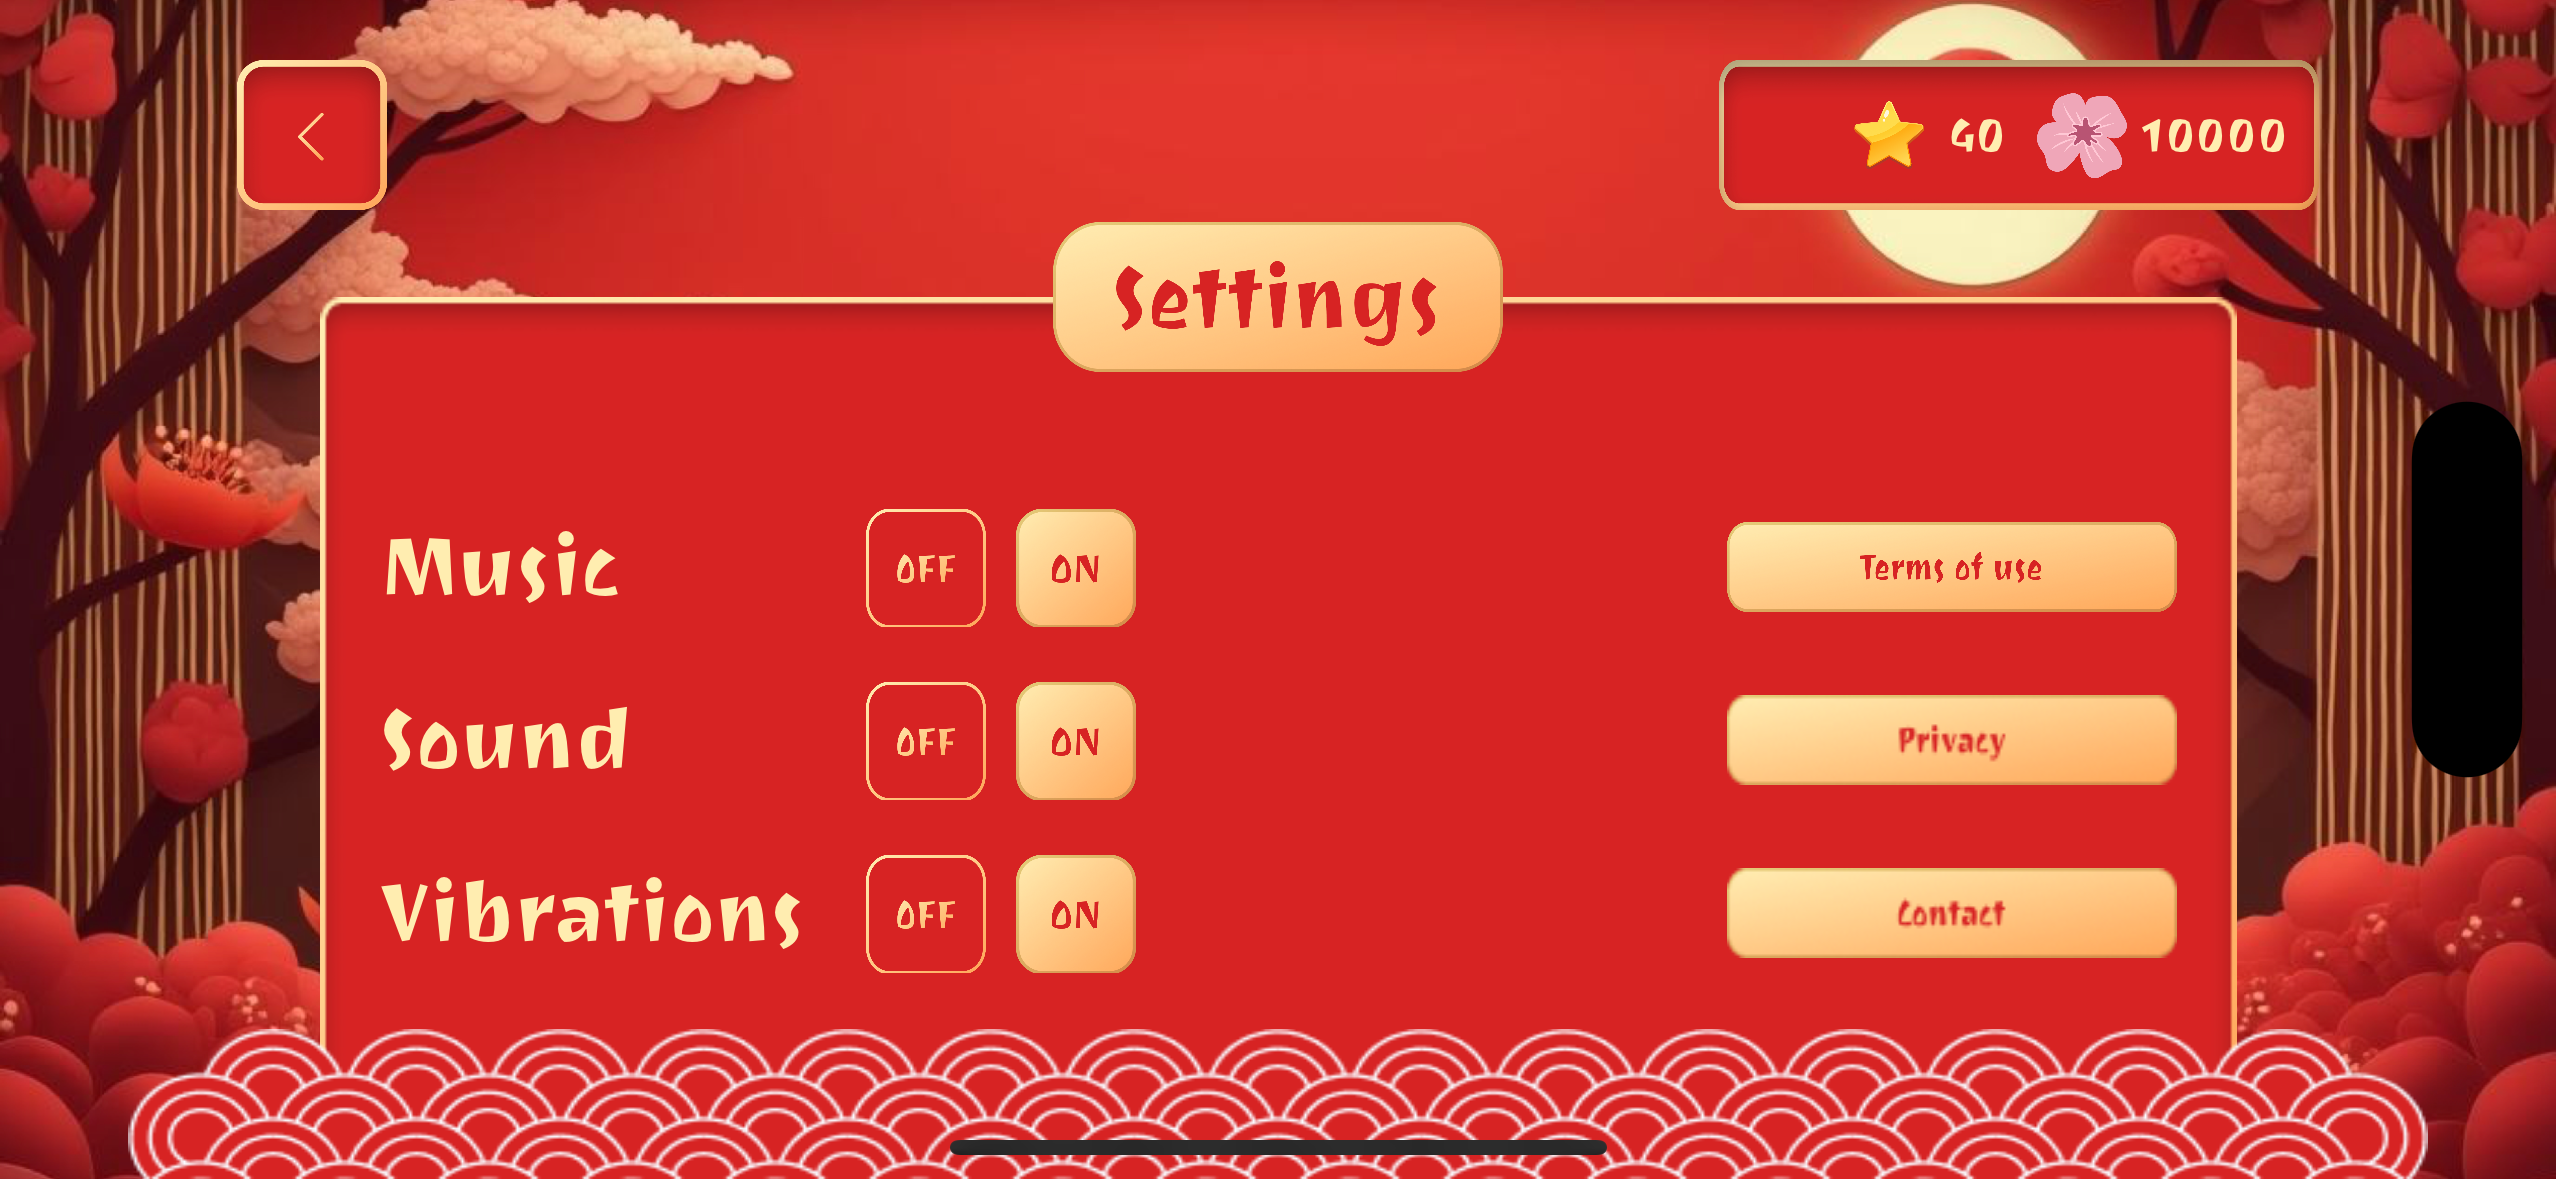 40 10000
Settings
Music OFF ON Terms of use
Sound OFF ON Privacy
Vibrations OFF ON Contact